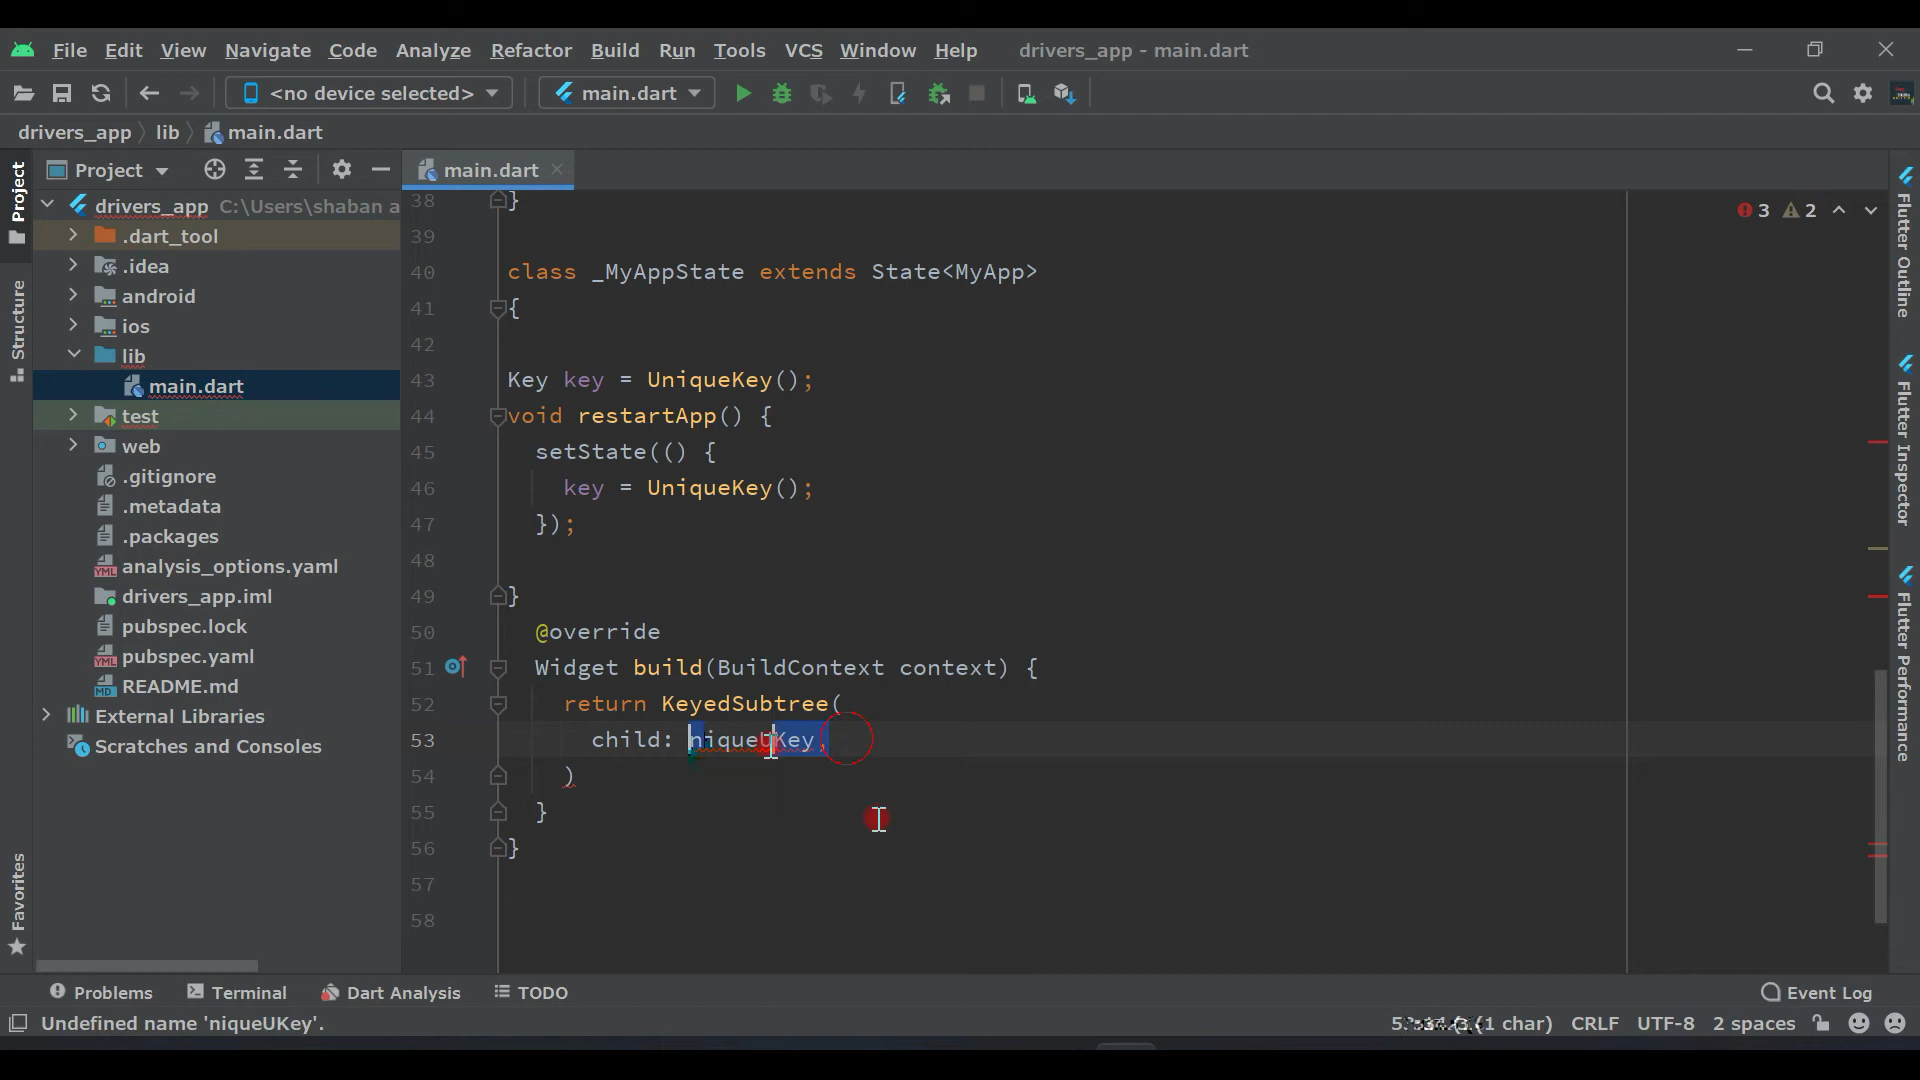 File Edit View Navigate Code Analyze Refactor Build Run Tools VCS Window Help drivers_app - main.dart
<no device selected> main.dart
drivers_app lib main.dart
Project
main.dart
drivers_app C:\Users\shaban a
.dart_tool
.idea
android
ios
lib
main.dart
test
web
.gitignore
.metadata
.packages
analysis_options.yaml
drivers_app.iml
pubspec.lock
pubspec.yaml
README.md
External Libraries
Scratches and Consoles
Project
Structure
Favorites
3 2
38 }
39
40 class _MyAppState extends State<MyApp>
41 {
42
43 Key key = UniqueKey();
44 void restartApp() {
45 setState(() {
46 key = UniqueKey();
47 });
48
49 }
50 @override
51 Widget build(BuildContext context) {
52 return KeyedSubtree(
53 child: niqueUKey,
54 )
55 }
56 }
57
58
Flutter Outline
Flutter Inspector
Flutter Performance
Problems Terminal Dart Analysis TODO Event Log
Undefined name 'niqueUKey'. (1 char) CRLF UTF-8 2 spaces